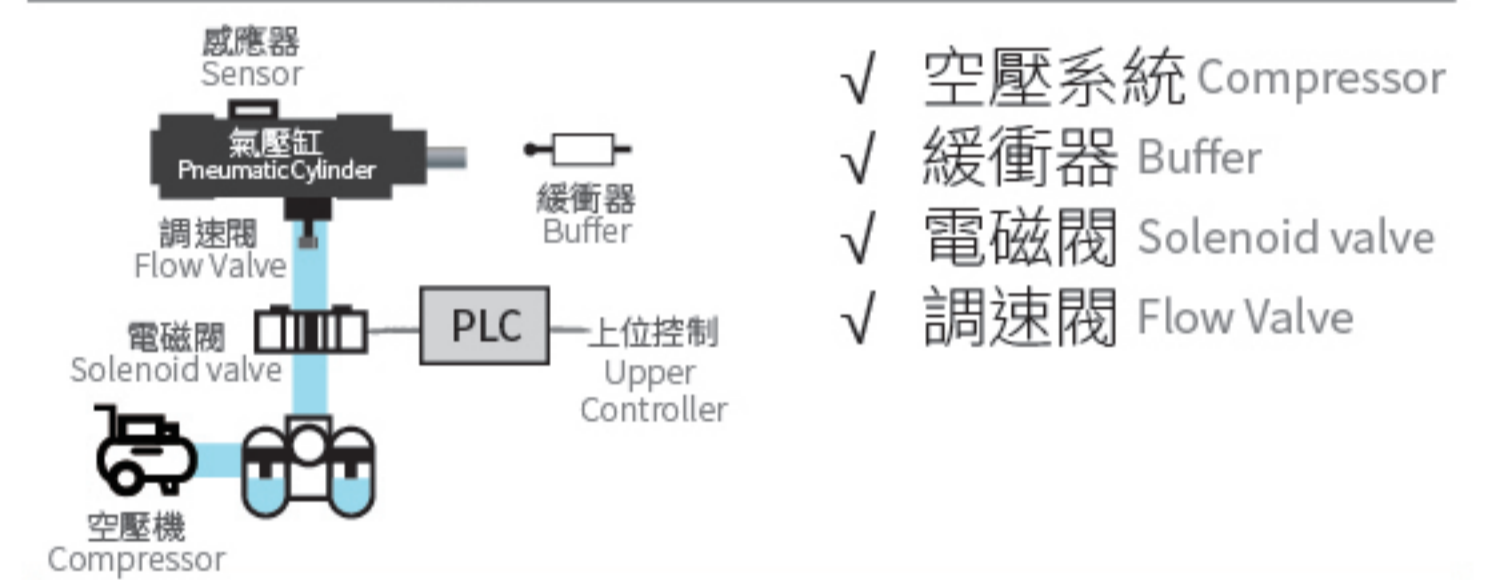 感應器
Sensor
氣壓缸
Pneumatic Cylinder
緩衝器
Buffer
調速閥
Flow Valve
電磁閥
Solenoid valve
PLC
上位控制
Upper
Controller
空壓機
Compressor
√ 空壓系統 Compressor
√ 緩衝器 Buffer
√ 電磁閥 Solenoid valve
√ 調速閥 Flow Valve